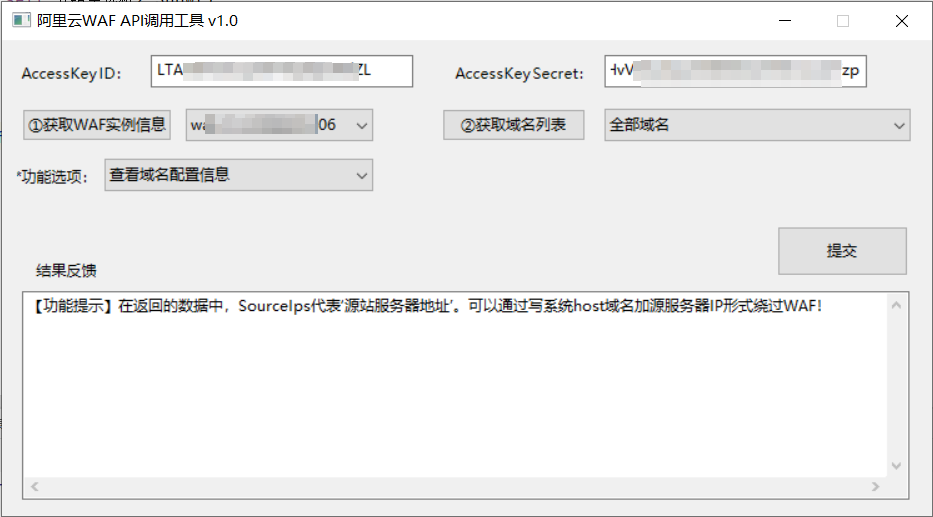 阿里云WAF API调用工具 v1.0
AccessKeyID: LTA ZL AccessKeySecret: HvV zp
①获取WAF实例信息 wa 06 ②获取域名列表 全部域名
*功能选项: 查看域名配置信息
提交
结果反馈
【功能提示】在返回的数据中，SourceIps代表‘源站服务器地址’。可以通过写系统host域名加源服务器IP形式绕过WAF!